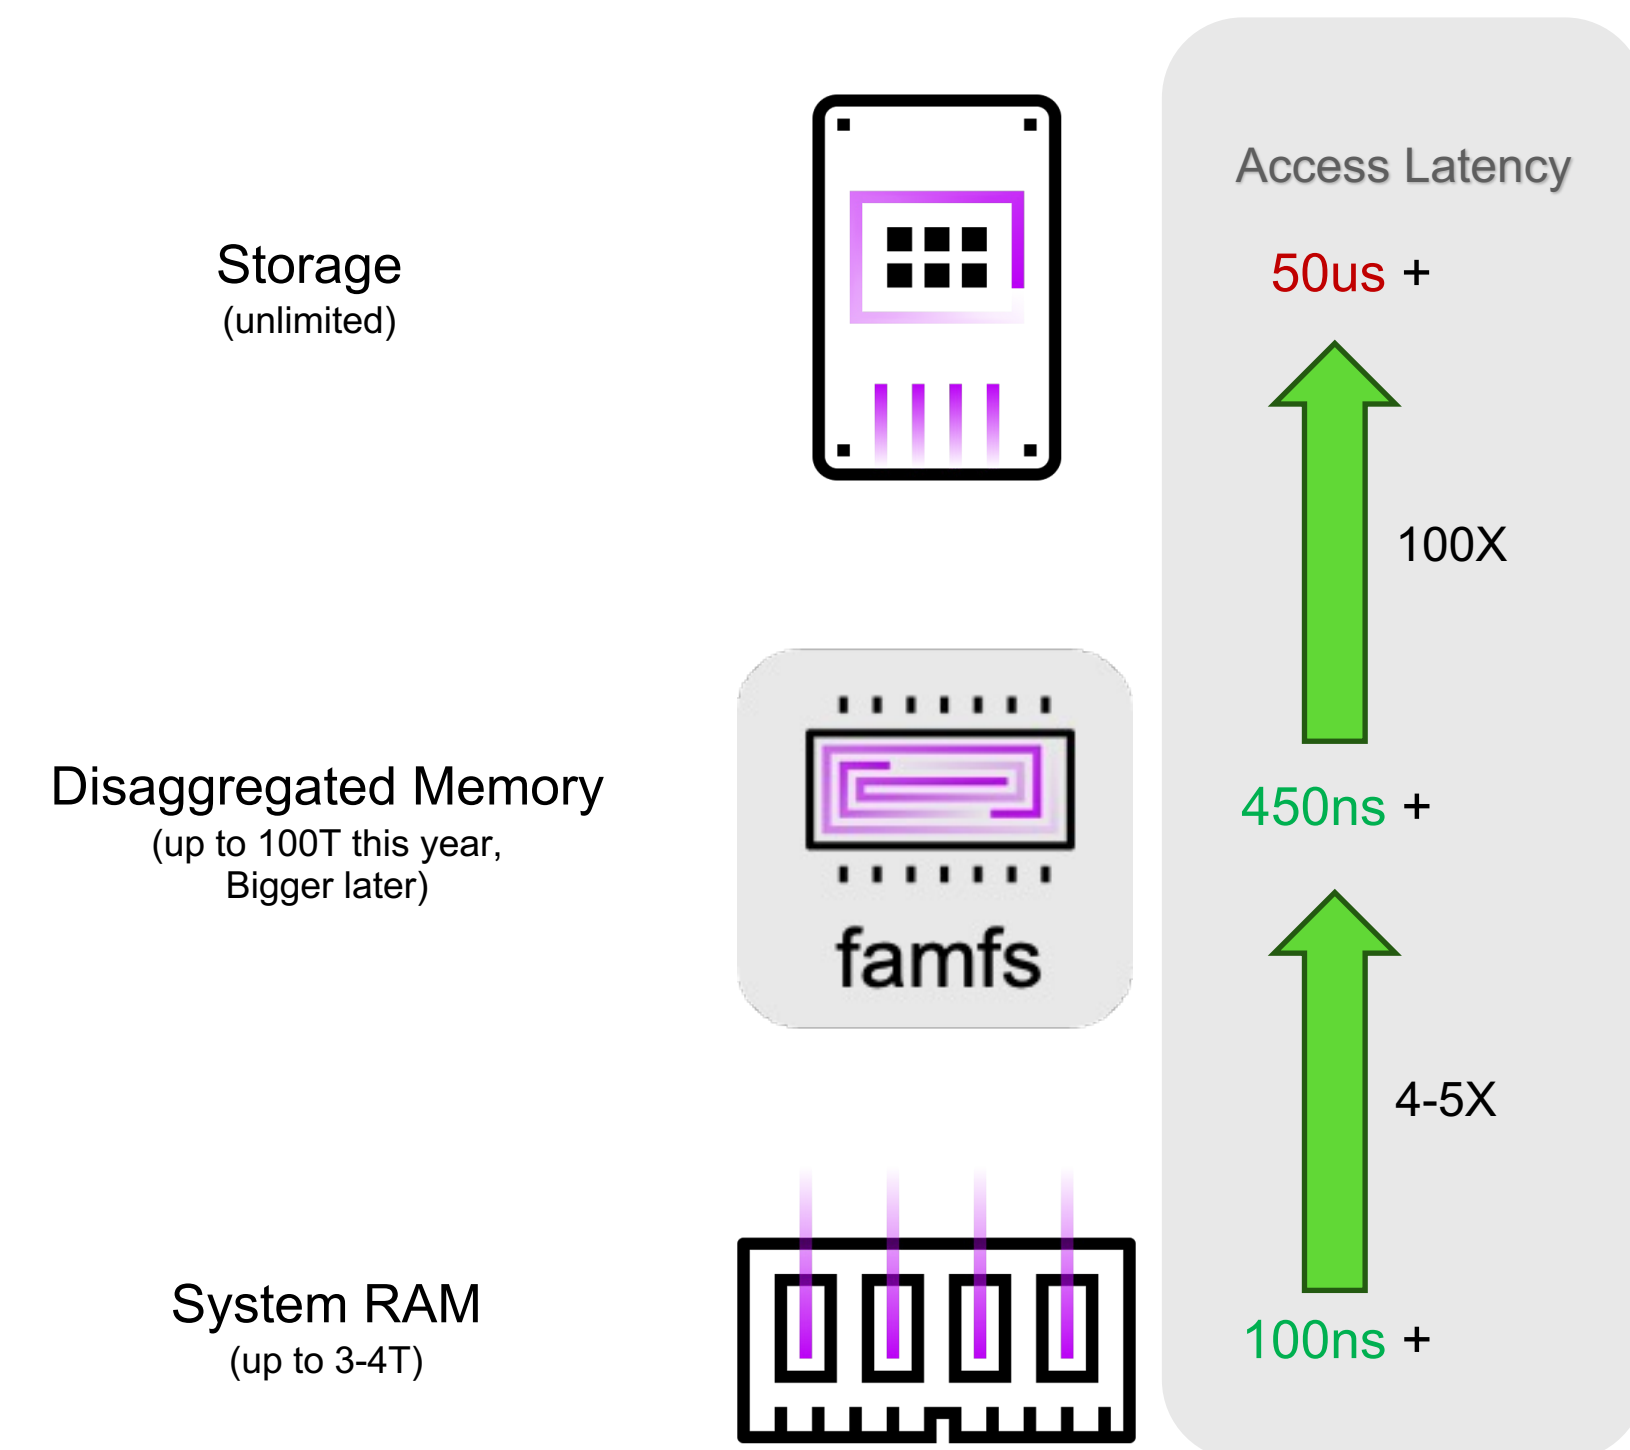 Access Latency
Storage
(unlimited)
50us +
100X
Disaggregated Memory
(up to 100T this year,
Bigger later)
famfs
450ns +
4-5X
System RAM
(up to 3-4T)
100ns +